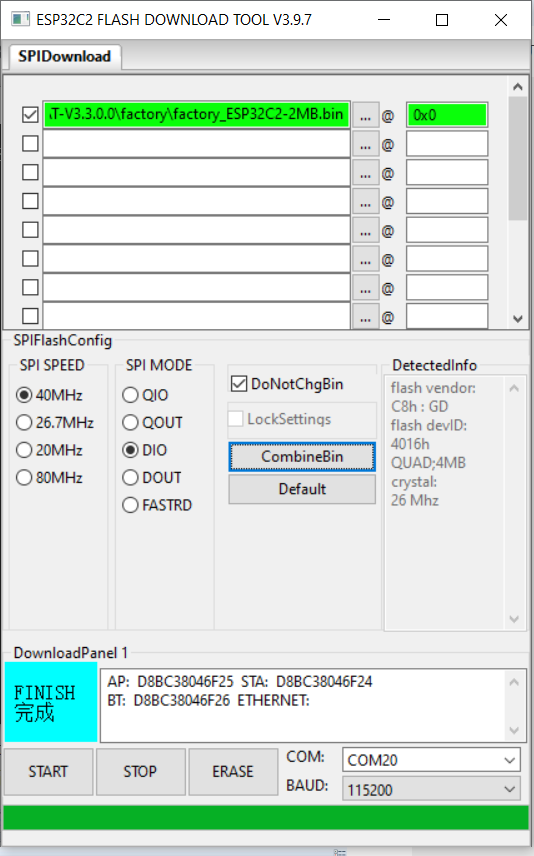 ESP32C2 FLASH DOWNLOAD TOOL V3.9.7
SPIDownload
T-V3.3.0.0\factory\factory_ESP32C2-2MB.bin ... @ 0x0
... @
... @
... @
... @
... @
... @
... @
SPIFlashConfig
SPI SPEED
40MHz
26.7MHz
20MHz
80MHz
SPI MODE
QIO
QOUT
DIO
DOUT
FASTRD
DoNotChgBin
LockSettings
CombineBin
Default
DetectedInfo
flash vendor:
C8h : GD
flash devID:
4016h
QUAD;4MB
crystal:
26 Mhz
DownloadPanel 1
FINISH
完成
AP: D8BC38046F25 STA: D8BC38046F24
BT: D8BC38046F26 ETHERNET:
START
STOP
ERASE
COM: COM20
BAUD: 115200